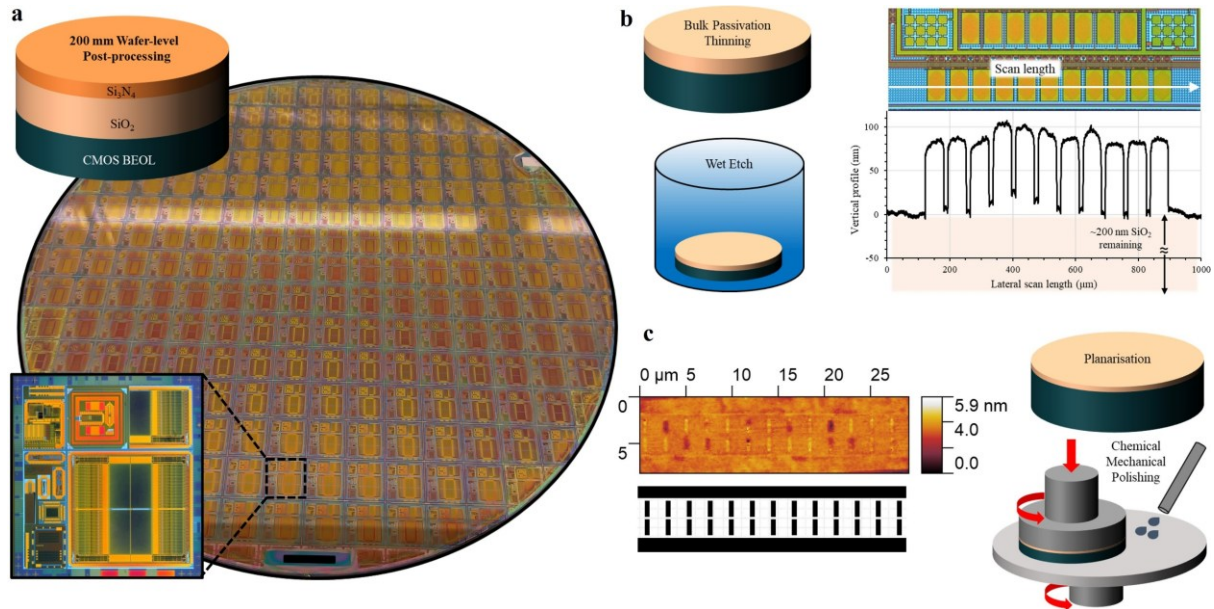 a
200 mm Wafer-level
Post-processing
Si₃N₄
SiO₂
CMOS BEOL
b
Bulk Passivation
Thinning
Wet Etch
Scan length
Vertical profile (nm)
100
50
0
-50
~200 nm SiO₂
remaining
≈
0
200
400
600
800
1000
Lateral scan length (μm)
c
0 μm 5 10 15 20 25
0
5
5.9 nm
4.0
0.0
Planarisation
Chemical
Mechanical
Polishing